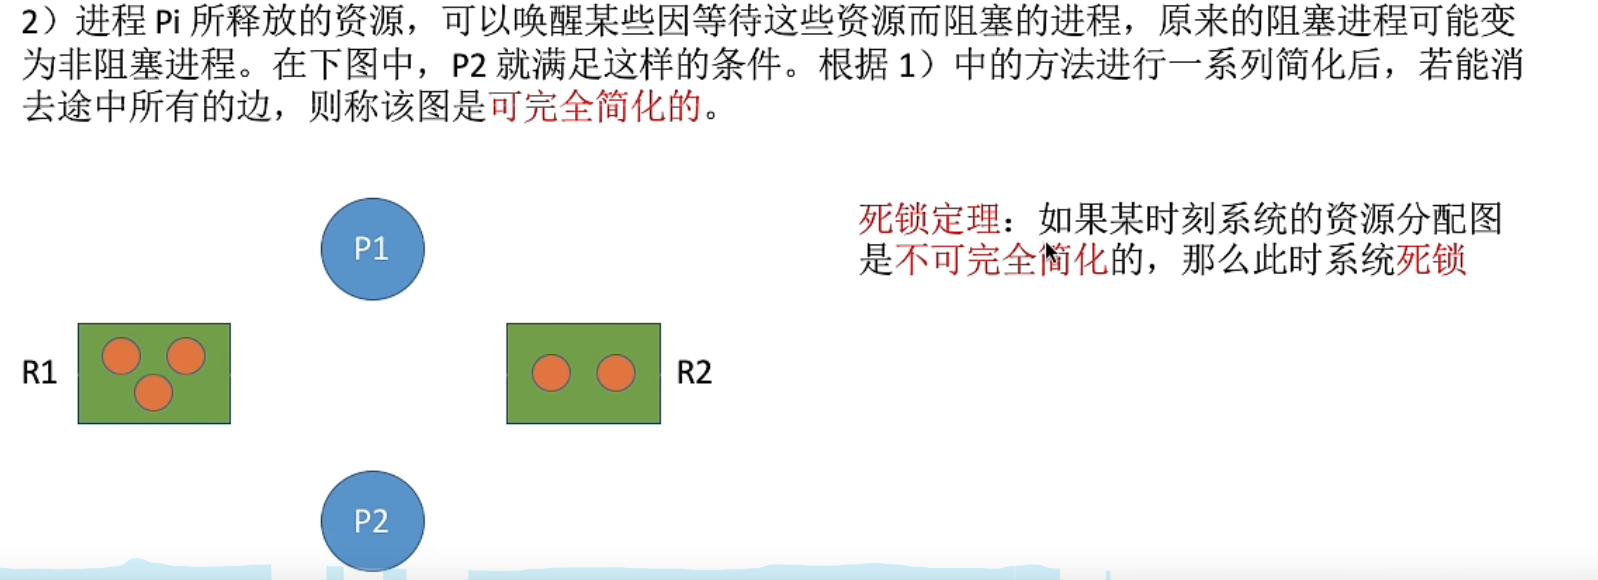 2）进程 Pi 所释放的资源，可以唤醒某些因等待这些资源而阻塞的进程，原来的阻塞进程可能变
为非阻塞进程。在下图中，P2 就满足这样的条件。根据 1）中的方法进行一系列简化后，若能消
去途中所有的边，则称该图是可完全简化的。
P1
死锁定理：如果某时刻系统的资源分配图
是不可完全简化的，那么此时系统死锁
R1
R2
P2